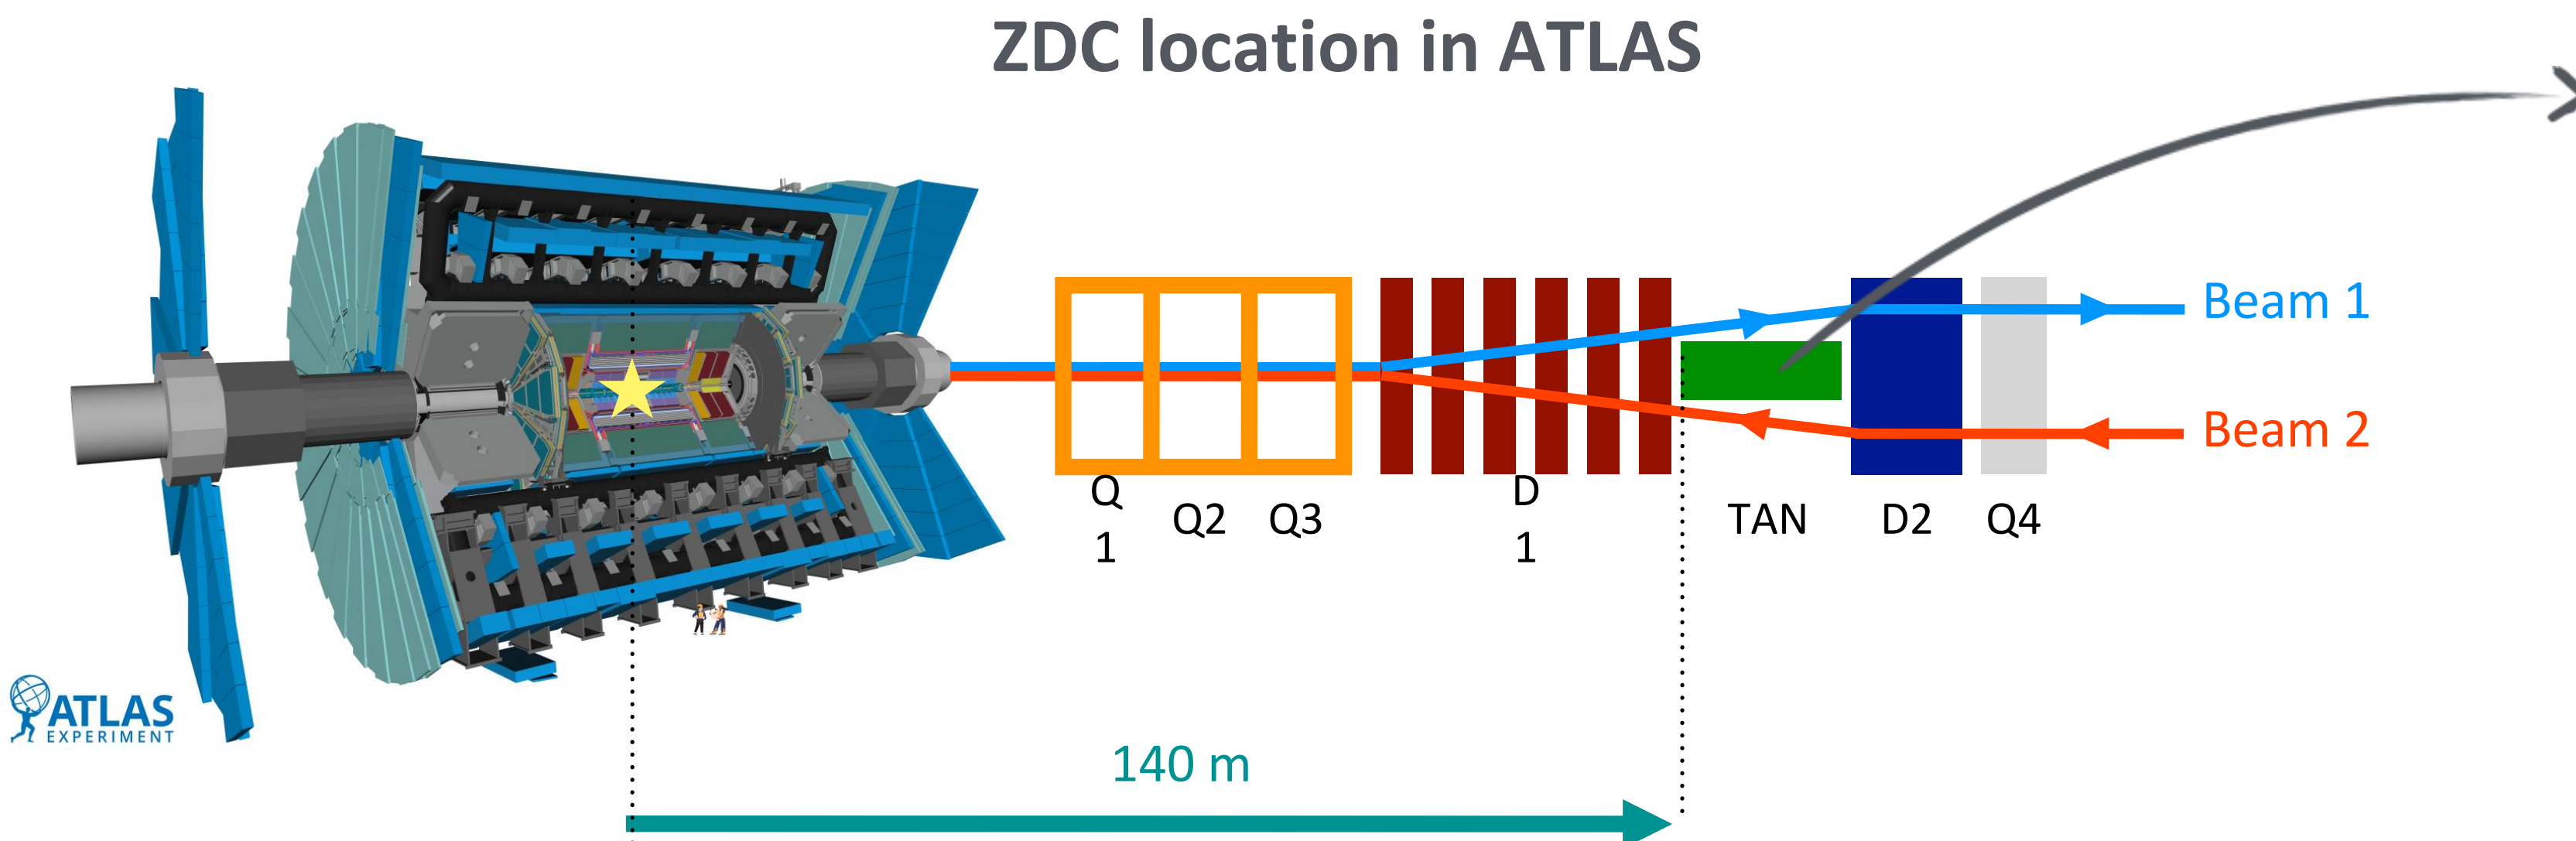 ZDC location in ATLAS
Beam 1
Beam 2
Q
1
Q2
Q3
D
1
TAN
D2
Q4
ATLAS
EXPERIMENT
140 m